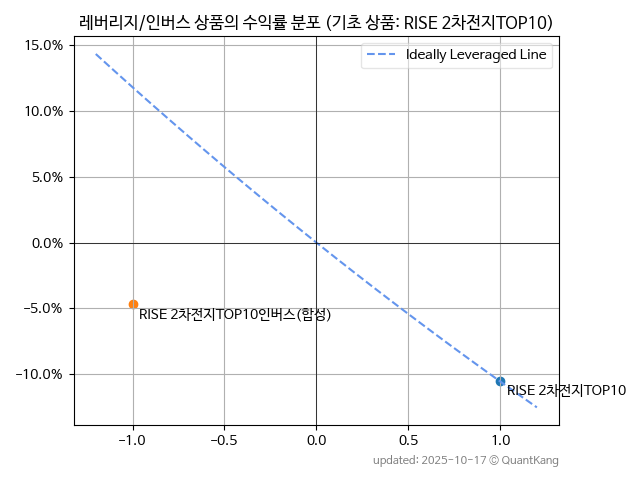 레버리지/인버스 상품의 수익률 분포 (기초 상품: RISE 2차전지TOP10)
15.0%
Ideally Leveraged Line
10.0%
5.0%
0.0%
−5.0%
RISE 2차전지TOP10인버스(합성)
−10.0%
RISE 2차전지TOP10
−1.0
−0.5
0.0
0.5
1.0
updated: 2025-10-17 © QuantKang